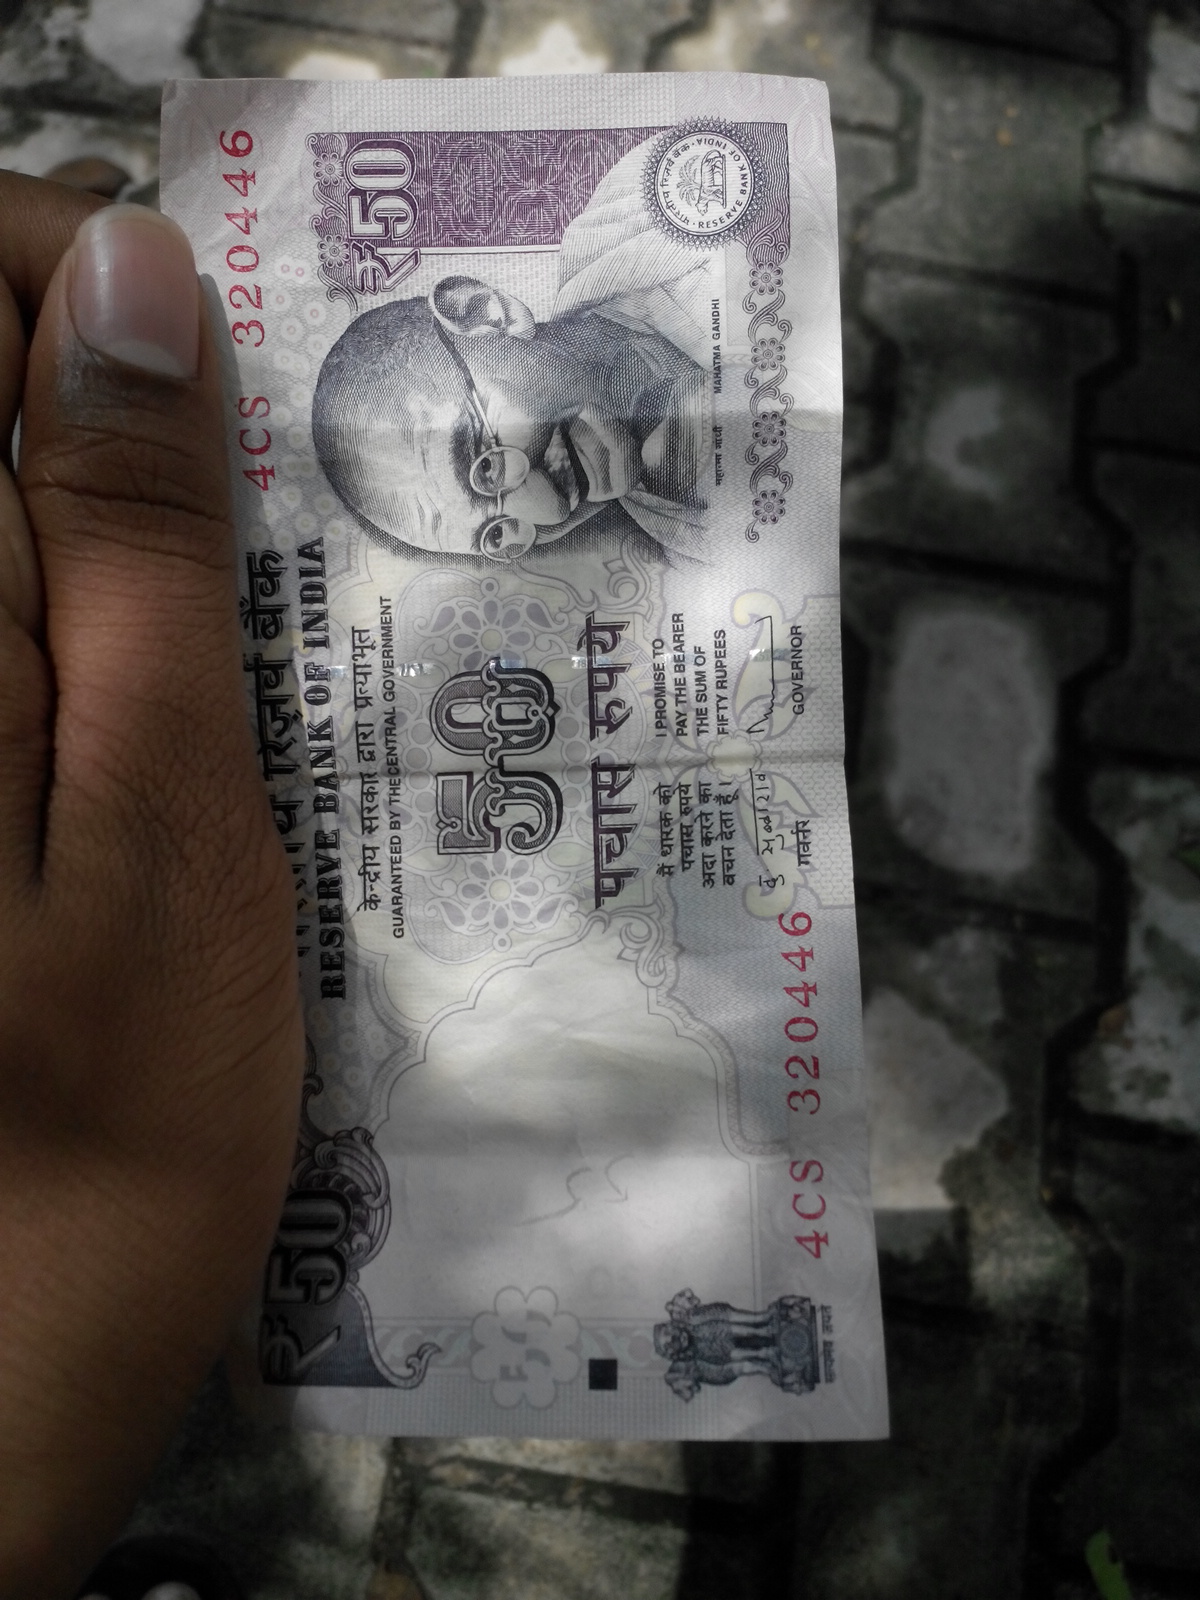 4CS 320446
रिज़र्व बैंक
RESERVE BANK OF INDIA
केन्द्रीय सरकार द्वारा प्रत्याभूत
GUARANTEED BY THE CENTRAL GOVERNMENT
₹50
₹50
50
पचास रुपये
मैं धारक को
पचास रुपये
अदा करने का
वचन देता हूँ।
गवर्नर
I PROMISE TO
PAY THE BEARER
THE SUM OF
FIFTY RUPEES
GOVERNOR
महात्मा गांधी MAHATMA GANDHI
भारतीय रिज़र्व बैंक • RESERVE BANK OF INDIA
4CS 320446
सत्यमेव जयते